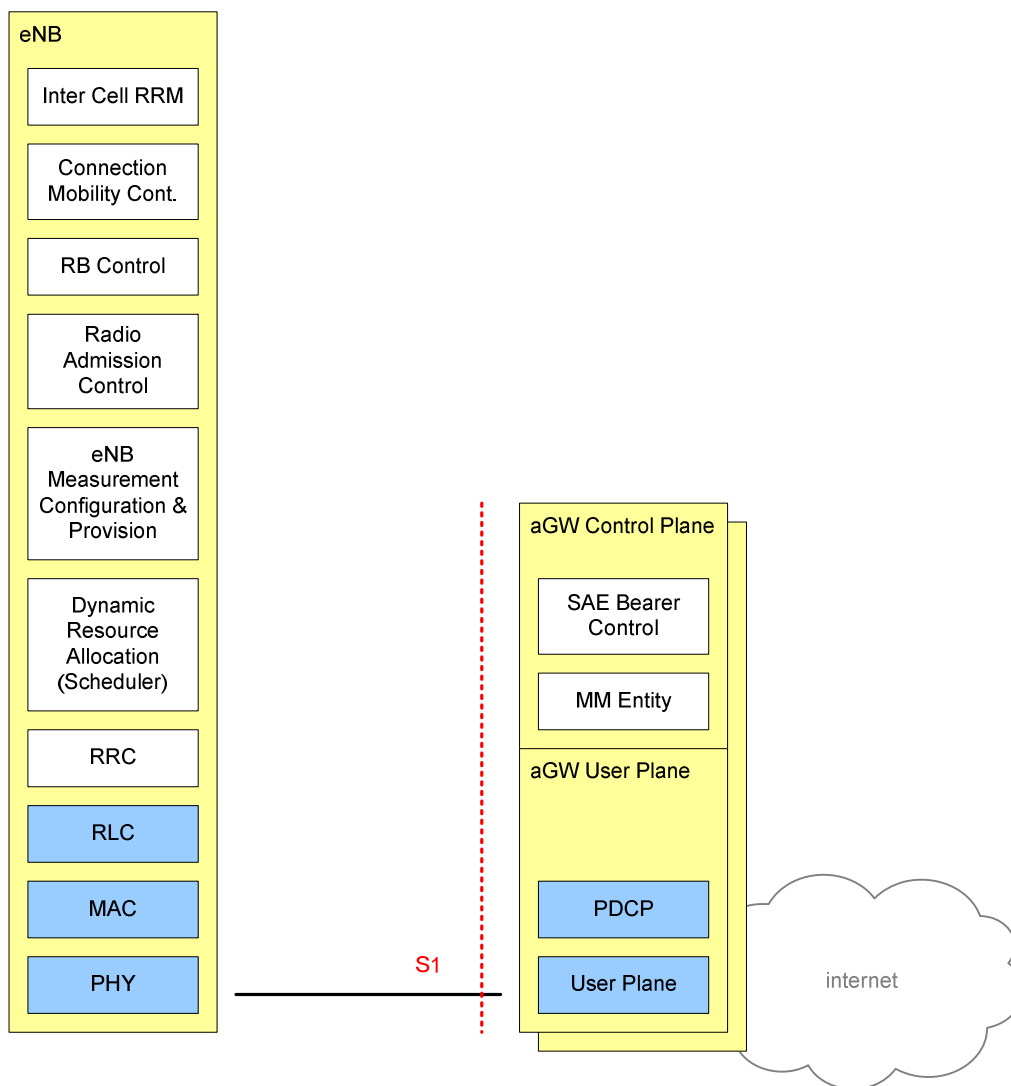 eNB
Inter Cell RRM
Connection
Mobility Cont.
RB Control
Radio
Admission
Control
eNB
Measurement
Configuration &
Provision
Dynamic
Resource
Allocation
(Scheduler)
RRC
RLC
MAC
PHY
S1
aGW Control Plane
SAE Bearer
Control
MM Entity
aGW User Plane
PDCP
User Plane
internet